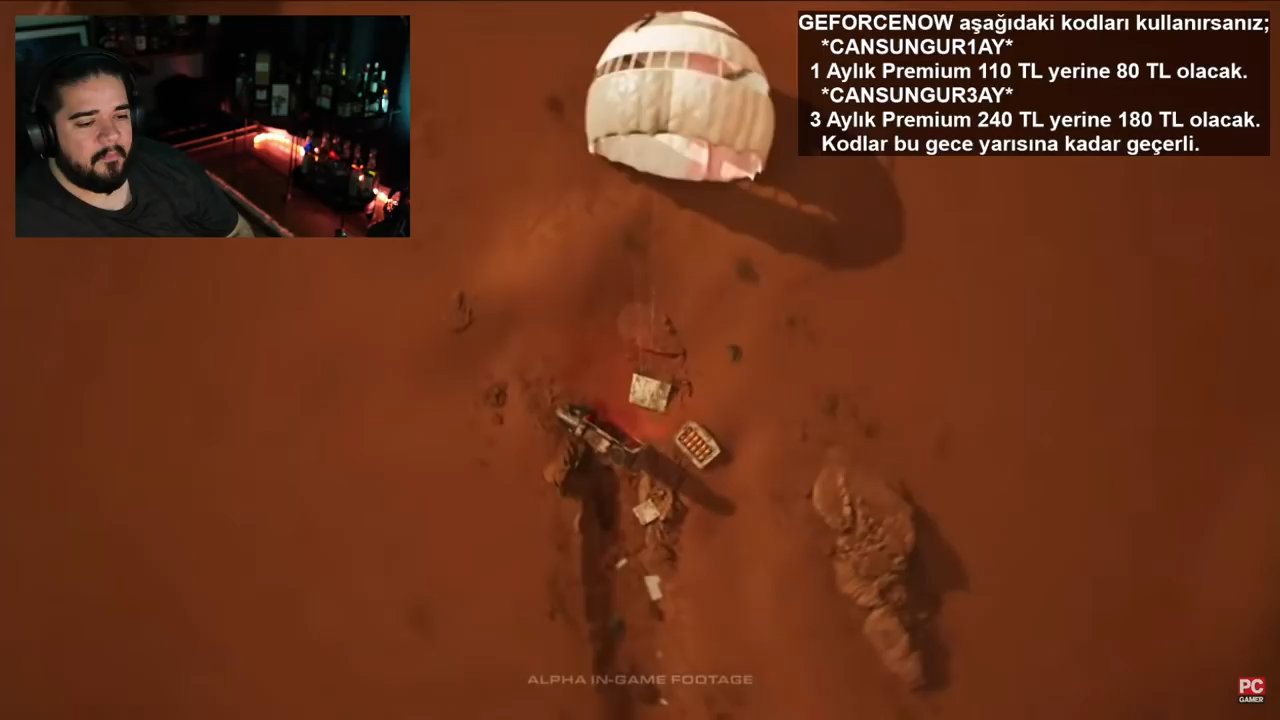 GEFORCENOW aşağıdaki kodları kullanırsanız;
*CANSUNGUR1AY*
1 Aylık Premium 110 TL yerine 80 TL olacak.
*CANSUNGUR3AY*
3 Aylık Premium 240 TL yerine 180 TL olacak.
Kodlar bu gece yarısına kadar geçerli.
ALPHA IN-GAME FOOTAGE
PC
GAMER